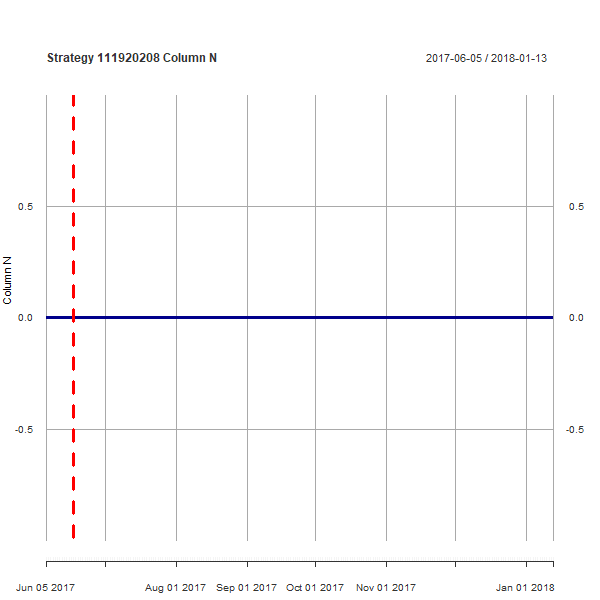 Strategy 111920208 Column N
2017-06-05 / 2018-01-13
0.5
0.5
Column N
0.0
0.0
-0.5
-0.5
Jun 05 2017
Aug 01 2017
Sep 01 2017
Oct 01 2017
Nov 01 2017
Jan 01 2018